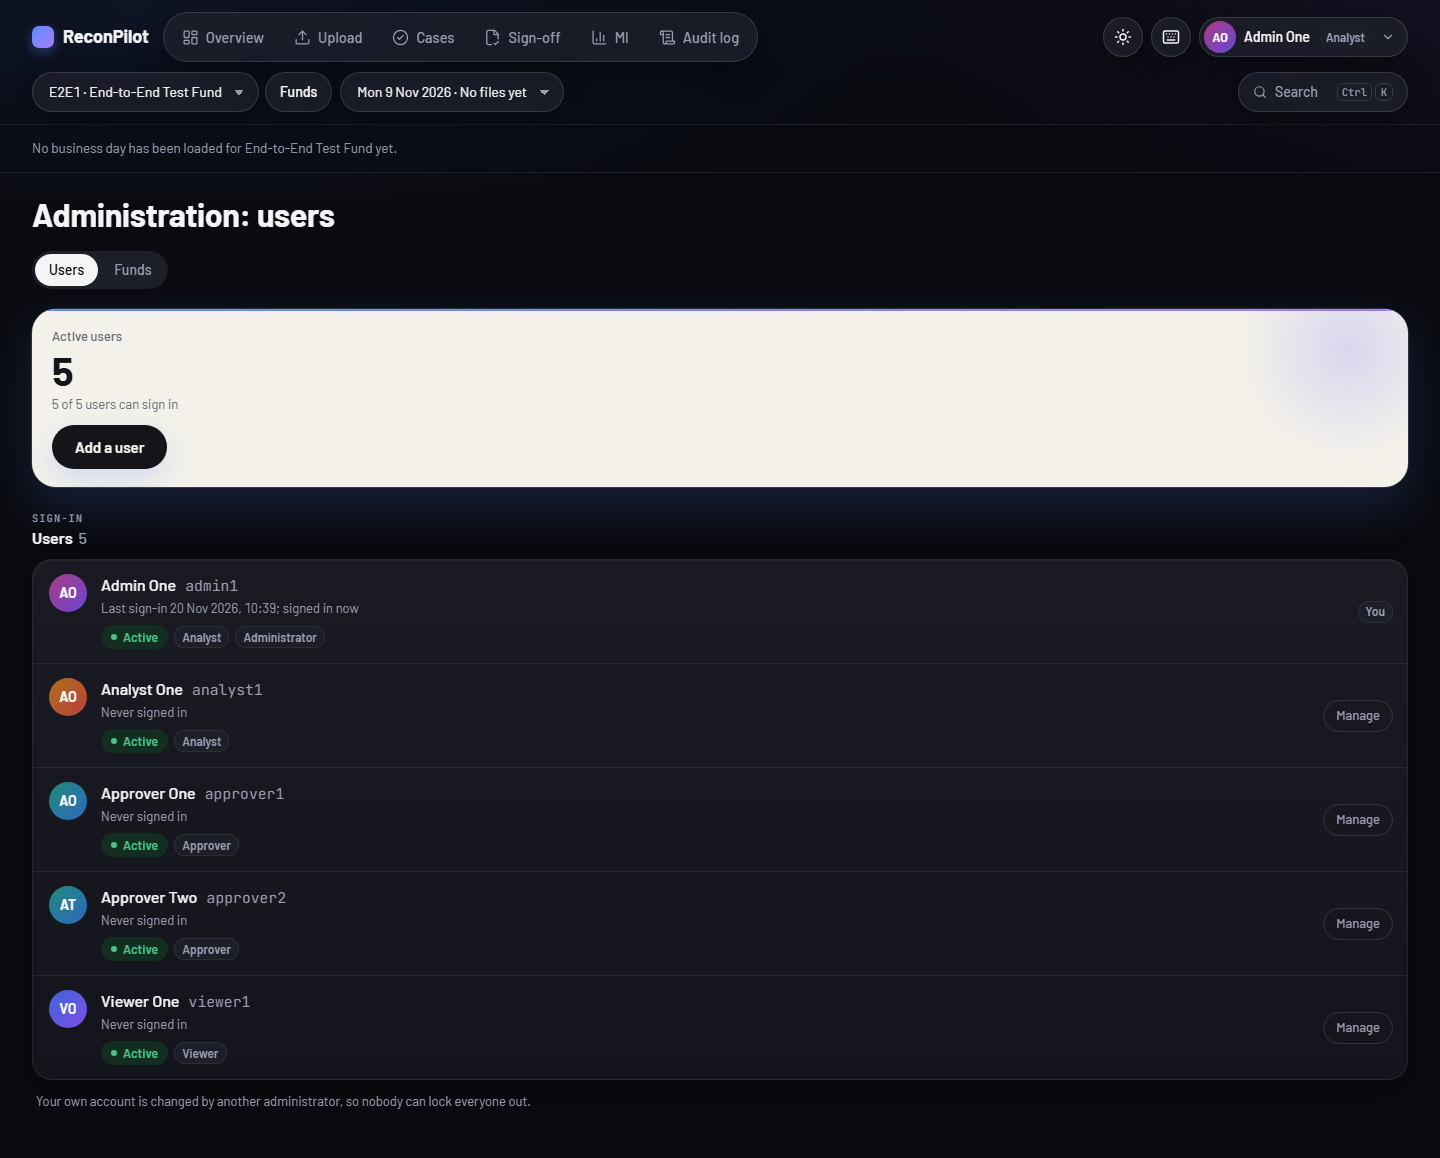 ReconPilot
Overview
Upload
Cases
Sign-off
MI
Audit log
AO Admin One Analyst
E2E1 · End-to-End Test Fund
Funds
Mon 9 Nov 2026 · No files yet
Search Ctrl K
No business day has been loaded for End-to-End Test Fund yet.
Administration: users
Users Funds
Active users
5
5 of 5 users can sign in
Add a user
SIGN-IN
Users 5
AO Admin One admin1
Last sign-in 20 Nov 2026, 10:39; signed in now
Active Analyst Administrator
You
AO Analyst One analyst1
Never signed in
Active Analyst
Manage
AO Approver One approver1
Never signed in
Active Approver
Manage
AT Approver Two approver2
Never signed in
Active Approver
Manage
VO Viewer One viewer1
Never signed in
Active Viewer
Manage
Your own account is changed by another administrator, so nobody can lock everyone out.